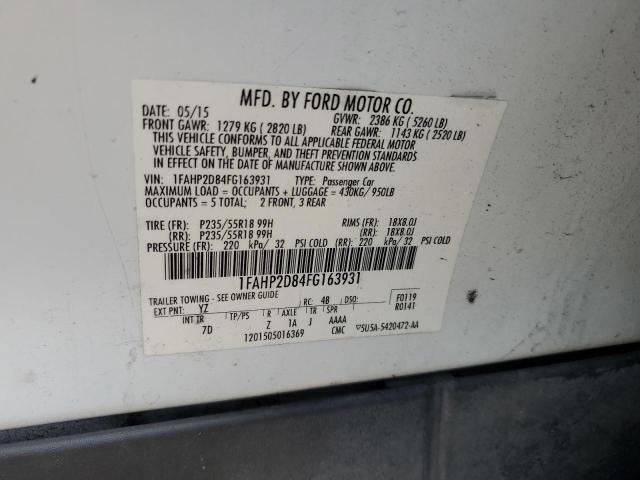 MFD. BY FORD MOTOR CO.
DATE: 05/15 GVWR: 2386 KG ( 5260 LB)
FRONT GAWR: 1279 KG ( 2820 LB) REAR GAWR: 1143 KG ( 2520 LB)
THIS VEHICLE CONFORMS TO ALL APPLICABLE FEDERAL MOTOR
VEHICLE SAFETY, BUMPER, AND THEFT PREVENTION STANDARDS
IN EFFECT ON THE DATE OF MANUFACTURE SHOWN ABOVE.
VIN: 1FAHP2D84FG163931 TYPE: Passenger Car
MAXIMUM LOAD = OCCUPANTS + LUGGAGE = 430KG/ 950LB
OCCUPANTS = 5 TOTAL; 2 FRONT, 3 REAR
TIRE (FR): P235/55R18 99H RIMS (FR): 18X8.0J
(RR): P235/55R18 99H (RR): 18X8.0J
PRESSURE (FR): 220 kPa/ 32 PSI COLD (RR): 220 kPa/ 32 PSI COLD
1FAHP2D84FG163931
TRAILER TOWING - SEE OWNER GUIDE
EXT PNT: YZ RC: 48 DSO: F0119
R0141
INT TR TP/PS R AXLE TR SPR
7D Z 1A J AAAA
1201505016369 CMC 5U5A-5420472-AA